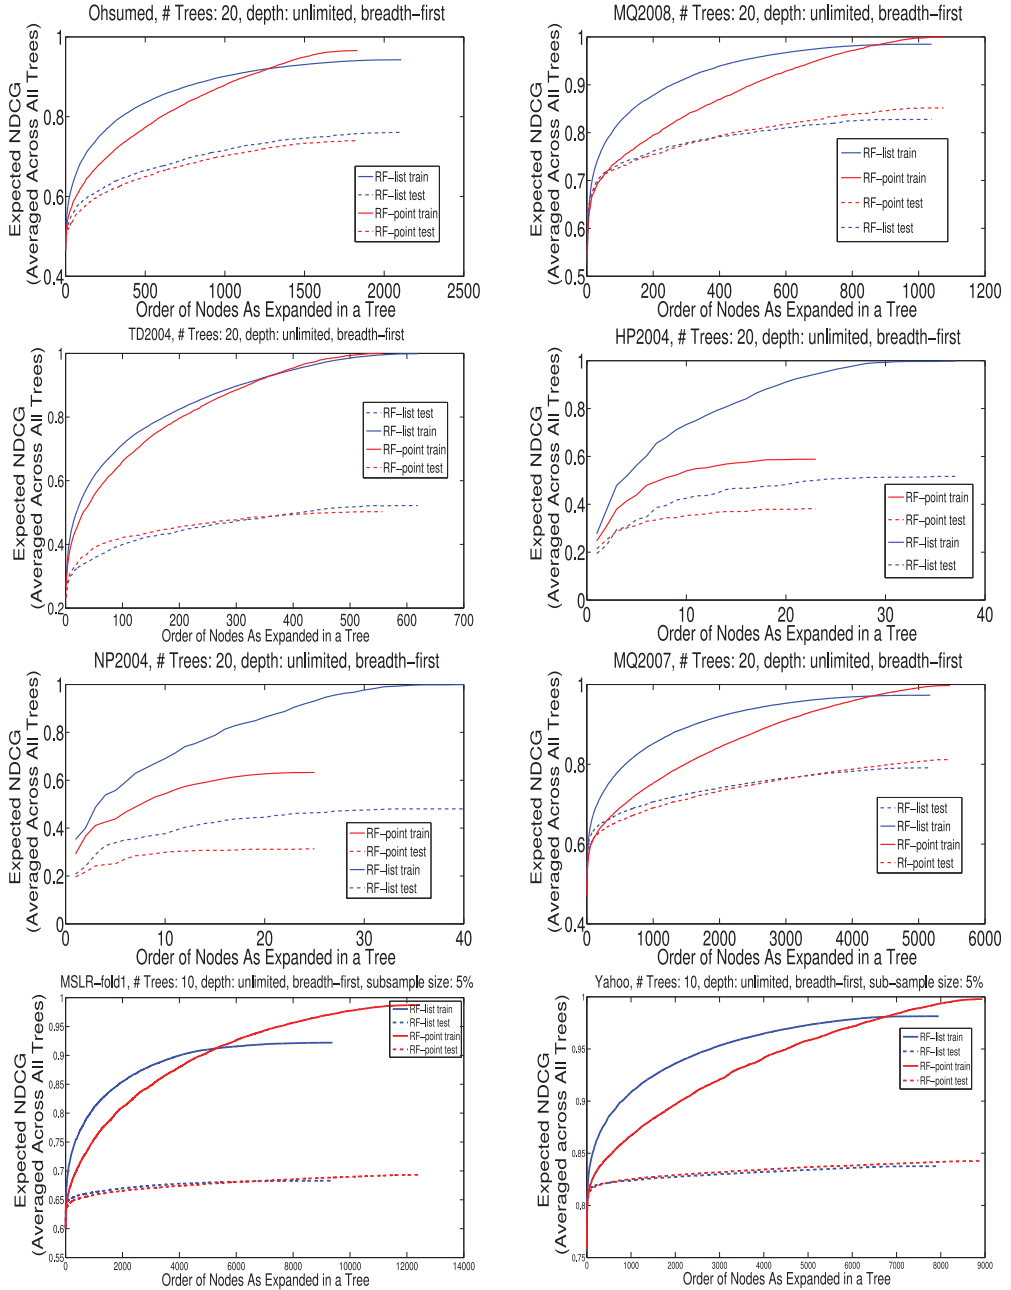 Ohsumed, # Trees: 20, depth: unlimited, breadth−first
Expected NDCG
(Averaged Across All Trees)
1
0.8
0.6
0.4
0
500
1000
1500
2000
2500
RF−list train
RF−list test
RF−point train
RF−point test
Order of Nodes As Expanded in a Tree
MQ2008, # Trees: 20, depth: unlimited, breadth−first
Expected NDCG
(Averaged Across All Trees)
1
0.9
0.8
0.7
0.6
0.5
0
200
400
600
800
1000
1200
RF−list train
RF−point train
RF−point test
RF−list test
Order of Nodes As Expanded in a Tree
TD2004, # Trees: 20, depth: unlimited, breadth−first
Expected NDCG
(Averaged Across All Trees)
1
0.8
0.6
0.4
0.2
0
100
200
300
400
500
600
700
RF−list test
RF−list train
RF−point train
RF−point test
Order of Nodes As Expanded in a Tree
HP2004, # Trees: 20, depth: unlimited, breadth−first
Expected NDCG
(Averaged Across All Trees)
1
0.8
0.6
0.4
0.2
0
0
10
20
30
40
RF−point train
RF−point test
RF−list train
RF−list test
Order of Nodes As Expanded in a Tree
NP2004, # Trees: 20, depth: unlimited, breadth−first
Expected NDCG
(Averaged Across All Trees)
1
0.8
0.6
0.4
0.2
0
0
10
20
30
40
RF−point train
RF−point test
RF−list train
RF−list test
Order of Nodes As Expanded in a Tree
MQ2007, # Trees: 20, depth: unlimited, breadth−first
Expected NDCG
(Averaged Across All Trees)
1
0.8
0.6
0.4
0
1000
2000
3000
4000
5000
6000
RF−list test
RF−list train
RF−point train
Rf−point test
Order of Nodes As Expanded in a Tree
MSLR−fold1, # Trees: 10, depth: unlimited, breadth−first, subsample size: 5%
Expected NDCG
(Averaged Across All Trees)
1
0.95
0.9
0.85
0.8
0.75
0.7
0.65
0.6
0.55
0
2000
4000
6000
8000
10000
12000
14000
RF−list train
RF−list test
RF−point train
RF−point test
Order of Nodes As Expanded in a Tree
Yahoo, # Trees: 10, depth: unlimited, breadth−first, sub−sample size: 5%
Expected NDCG
(Averaged across All Trees)
1
0.95
0.9
0.85
0.8
0.75
0
1000
2000
3000
4000
5000
6000
7000
8000
9000
RF−list train
RF−list test
RF−point train
RF−point test
Order of Nodes As Expanded in a Tree